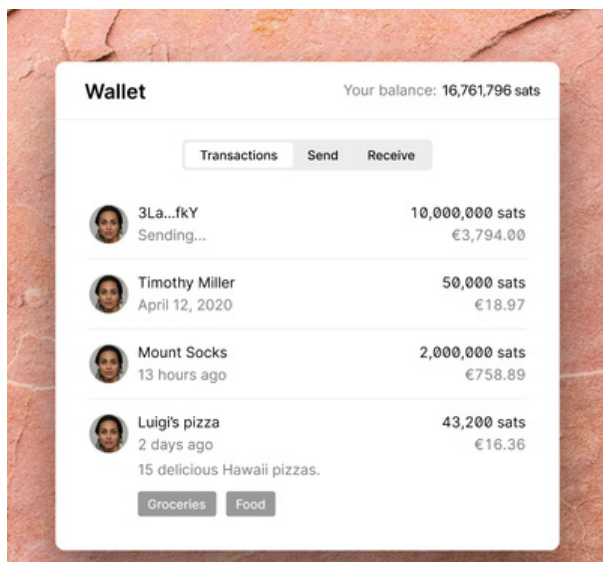 Wallet
Your balance: 16,761,796 sats
Transactions Send Receive
3La...fkY
10,000,000 sats
Sending...
€3,794.00
Timothy Miller
50,000 sats
April 12, 2020
€18.97
Mount Socks
2,000,000 sats
13 hours ago
€758.89
Luigi's pizza
43,200 sats
2 days ago
€16.36
15 delicious Hawaii pizzas.
Groceries Food